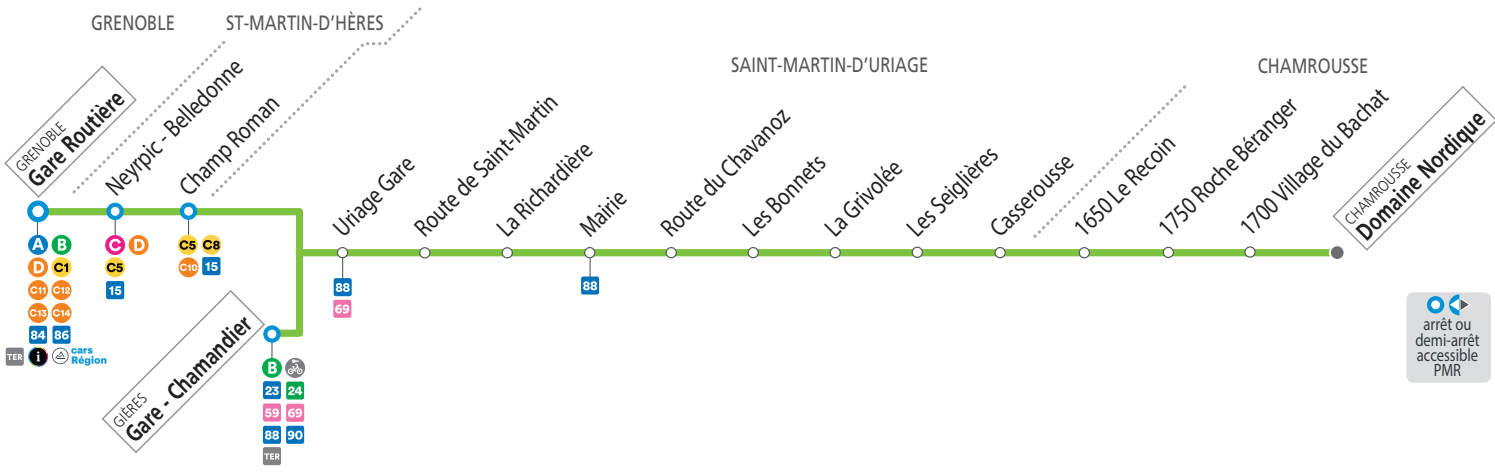 GRENOBLE
ST-MARTIN-D'HÈRES
SAINT-MARTIN-D'URIAGE
CHAMROUSSE
GRENOBLE
Gare Routière
Neyrpic - Belledonne
Champ Roman
Uriage Gare
Route de Saint-Martin
La Richardière
Mairie
Route du Chavanoz
Les Bonnets
La Grivolée
Les Seiglières
Casserousse
1650 Le Recoin
1750 Roche Béranger
1700 Village du Bachat
CHAMROUSSE
Domaine Nordique
A B
D C1
C11 C12
C13 C14
84 86
TER i cars Région
C D
C5
15
C5 C8
C10 15
88
69
88
GIÈRES
Gare - Chamandier
B
23 24
59 69
88 90
TER
arrêt ou
demi-arrêt
accessible
PMR